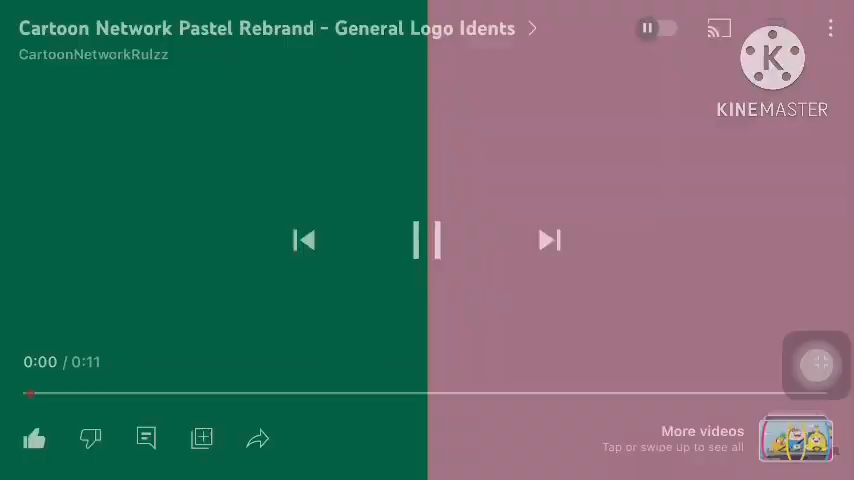 Cartoon Network Pastel Rebrand - General Logo Idents
CartoonNetworkRulzz
K
KINEMASTER
0:00 / 0:11
More videos
Tap or swipe up to see all